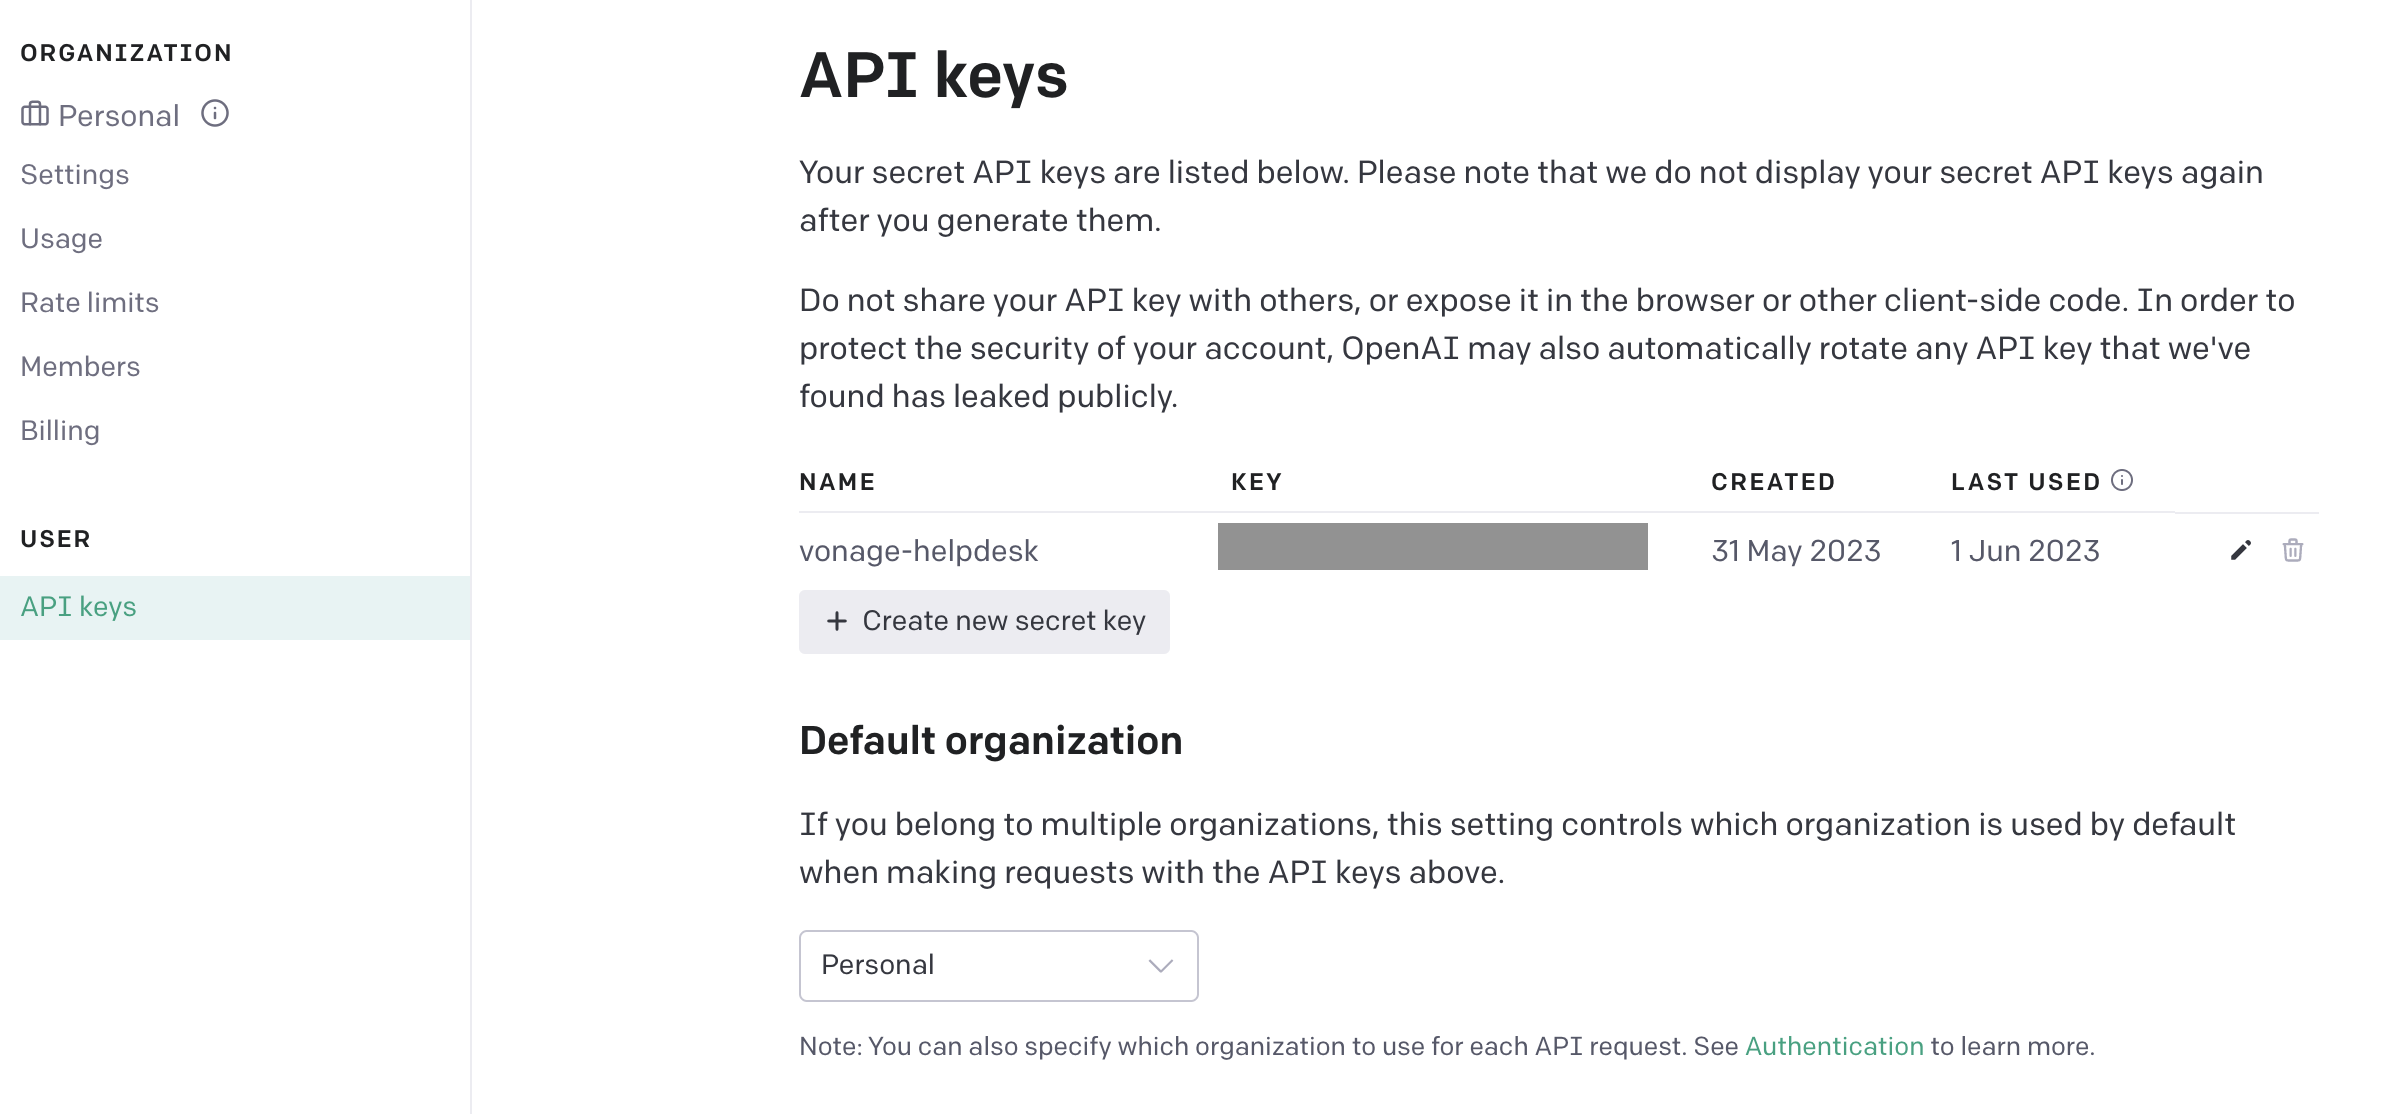 ORGANIZATION
Personal
Settings
Usage
Rate limits
Members
Billing
USER
API keys
API keys
Your secret API keys are listed below. Please note that we do not display your secret API keys again
after you generate them.
Do not share your API key with others, or expose it in the browser or other client-side code. In order to
protect the security of your account, OpenAI may also automatically rotate any API key that we've
found has leaked publicly.
NAME KEY CREATED LAST USED
vonage-helpdesk 31 May 2023 1 Jun 2023
+ Create new secret key
Default organization
If you belong to multiple organizations, this setting controls which organization is used by default
when making requests with the API keys above.
Personal
Note: You can also specify which organization to use for each API request. See Authentication to learn more.